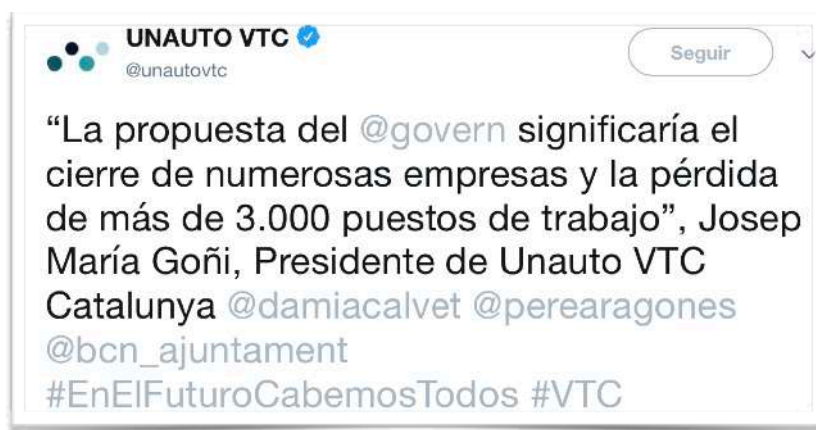 UNAUTO VTC
@unautovtc
Seguir
“La propuesta del @govern significaría el
cierre de numerosas empresas y la pérdida
de más de 3.000 puestos de trabajo”, Josep
María Goñi, Presidente de Unauto VTC
Catalunya @damiacalvet @perearagones
@bcn_ajuntament
#EnElFuturoCabemosTodos #VTC